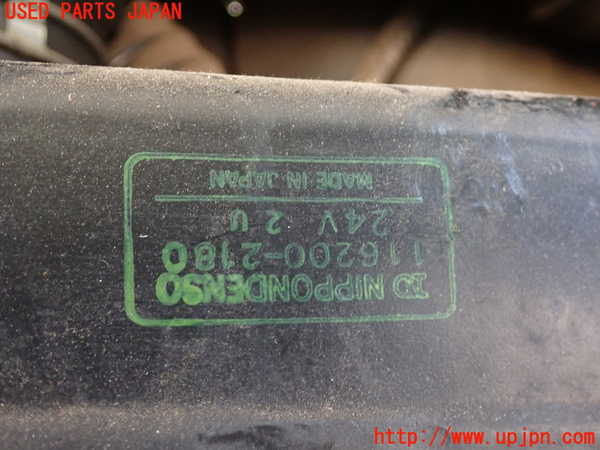 USED PARTS JAPAN
NIPPONDENSO
116200-2180
24V 2U
MADE IN JAPAN
http://www.upjpn.com